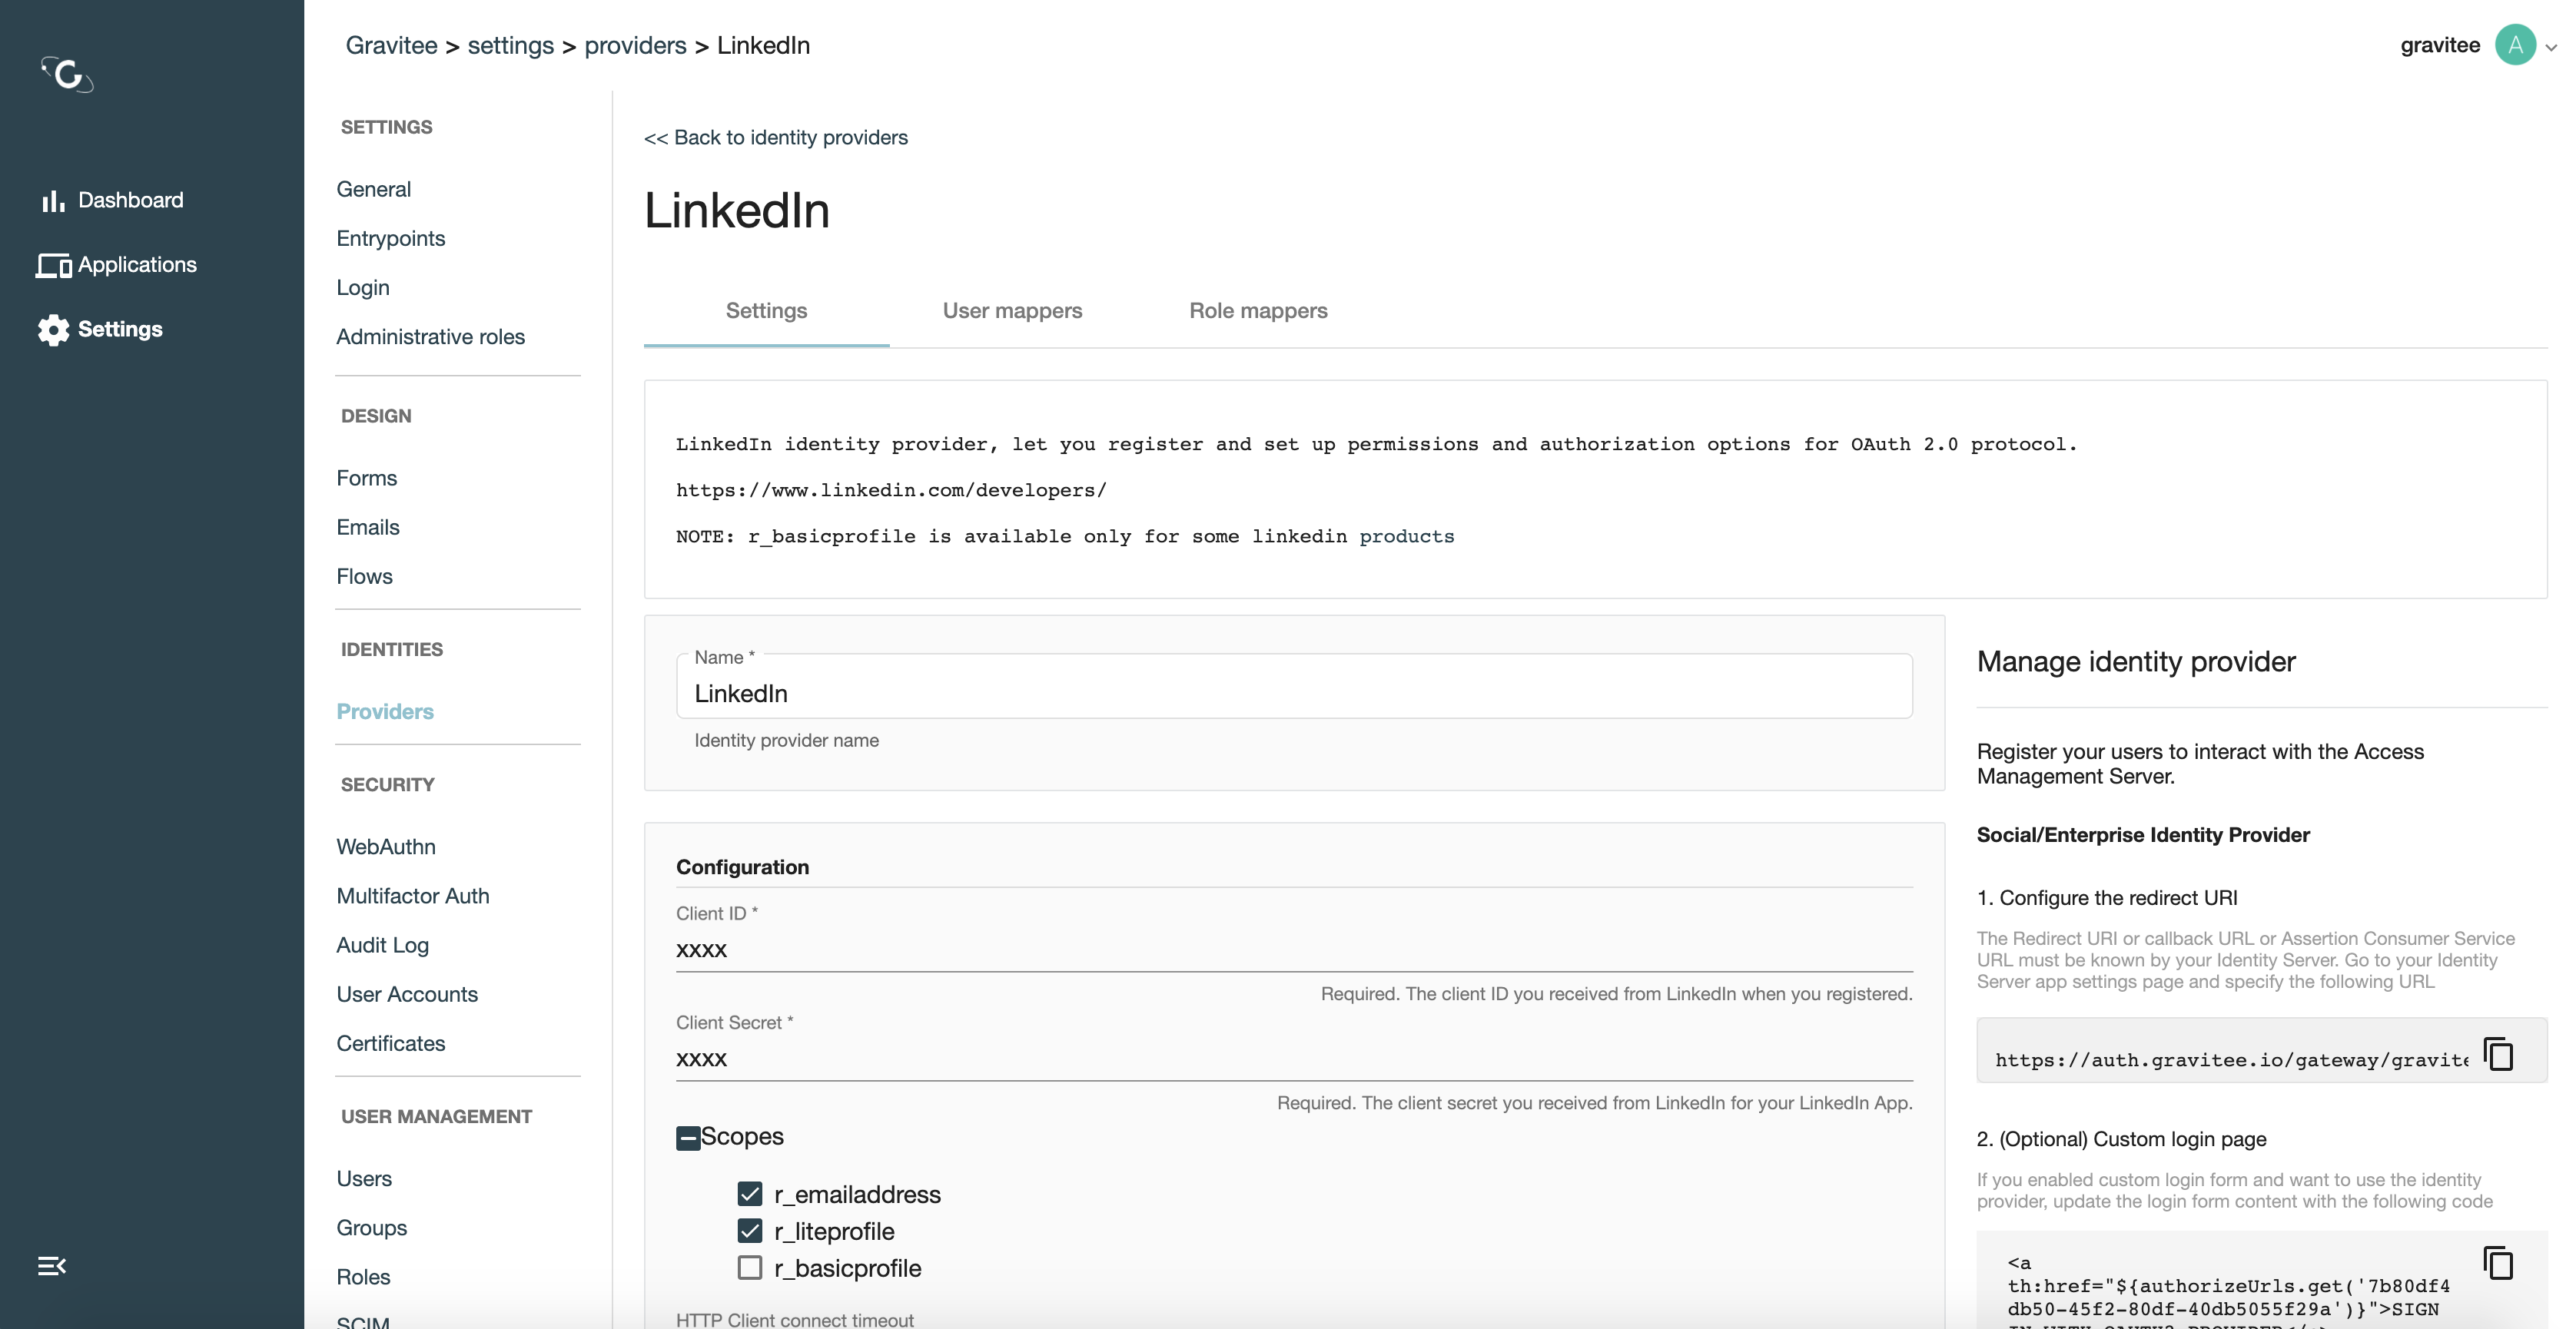 Gravitee > settings > providers > LinkedIn
gravitee
A
Dashboard
Applications
Settings
SETTINGS
General
Entrypoints
Login
Administrative roles
DESIGN
Forms
Emails
Flows
IDENTITIES
Providers
SECURITY
WebAuthn
Multifactor Auth
Audit Log
User Accounts
Certificates
USER MANAGEMENT
Users
Groups
Roles
SCIM
<< Back to identity providers
LinkedIn
Settings
User mappers
Role mappers
LinkedIn identity provider, let you register and set up permissions and authorization options for OAuth 2.0 protocol.
https://www.linkedin.com/developers/
NOTE: r_basicprofile is available only for some linkedin products
Name *
LinkedIn
Identity provider name
Configuration
Client ID *
XXXX
Required. The client ID you received from LinkedIn when you registered.
Client Secret *
XXXX
Required. The client secret you received from LinkedIn for your LinkedIn App.
Scopes
r_emailaddress
r_liteprofile
r_basicprofile
HTTP Client connect timeout
Manage identity provider
Register your users to interact with the Access
Management Server.
Social/Enterprise Identity Provider
1. Configure the redirect URI
The Redirect URI or callback URL or Assertion Consumer Service
URL must be known by your Identity Server. Go to your Identity
Server app settings page and specify the following URL
https://auth.gravitee.io/gateway/gravite
2. (Optional) Custom login page
If you enabled custom login form and want to use the identity
provider, update the login form content with the following code
<a
th:href="${authorizeUrls.get('7b80df4
db50-45f2-80df-40db5055f29a')}">SIGN